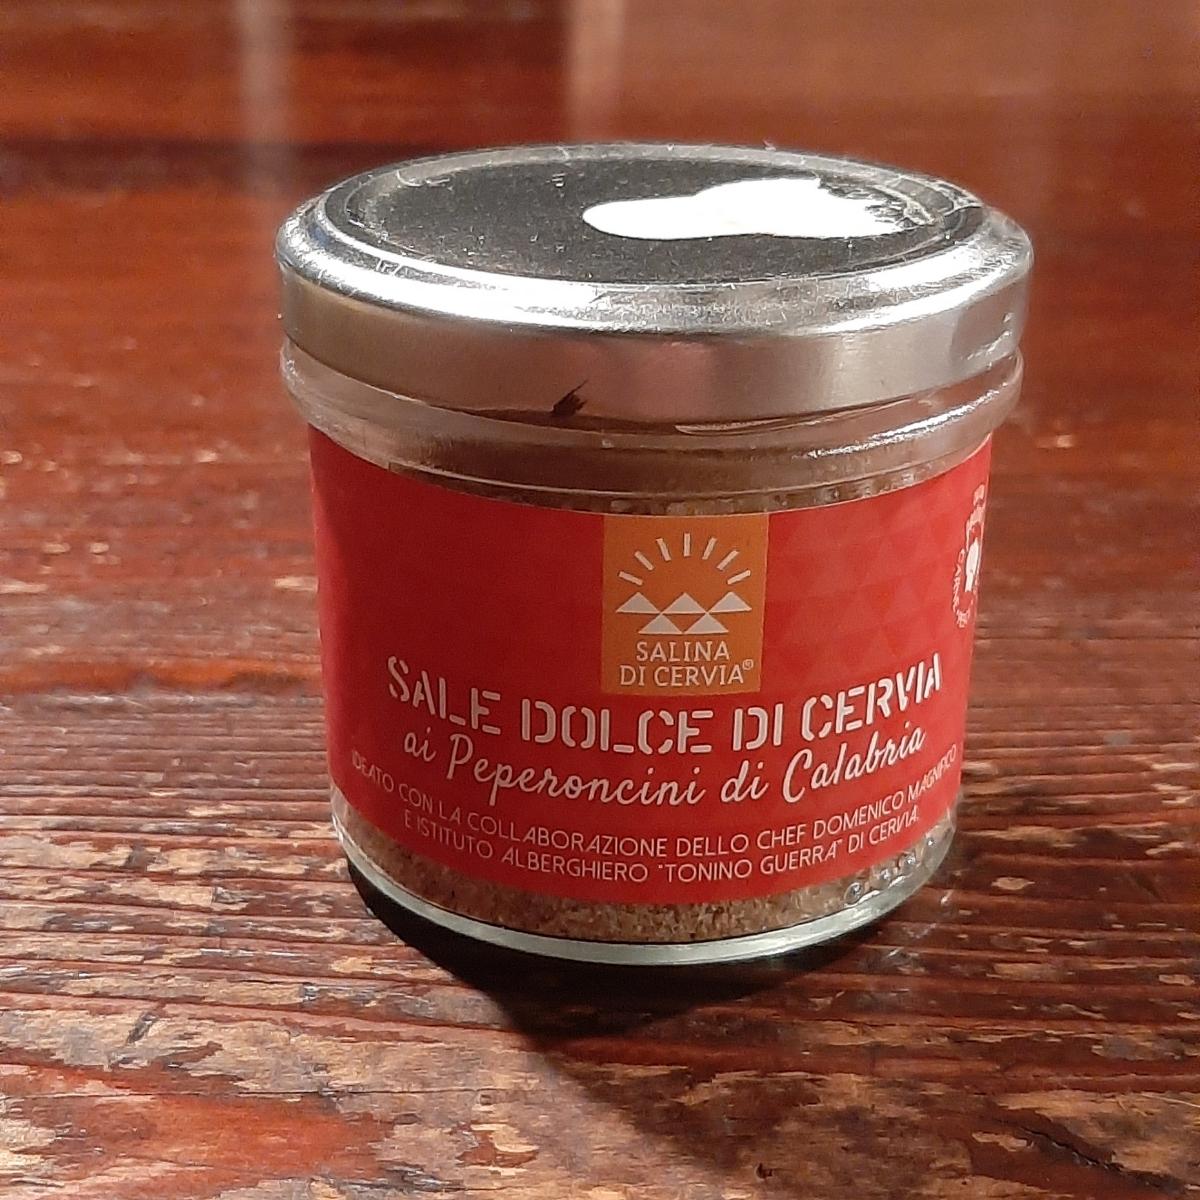 SALINA
DI CERVIA®
SALE DOLCE DI CERVIA
ai Peperoncini di Calabria
IDEATO CON LA COLLABORAZIONE DELLO CHEF DOMENICO MAGNIFICO
E ISTITUTO ALBERGHIERO "TONINO GUERRA" DI CERVIA.